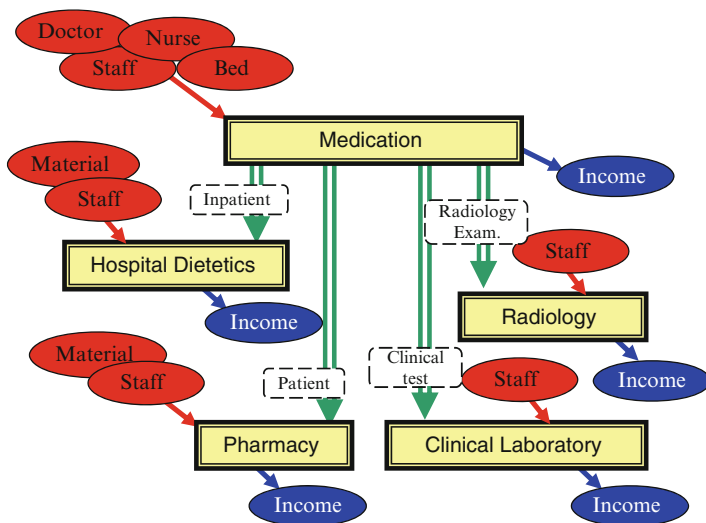 Doctor
Nurse
Staff
Bed
Medication
Material
Staff
Income
Inpatient
Radiology
Exam.
Hospital Dietetics
Staff
Income
Radiology
Material
Staff
Patient
Clinical
test
Staff
Income
Pharmacy
Clinical Laboratory
Income
Income